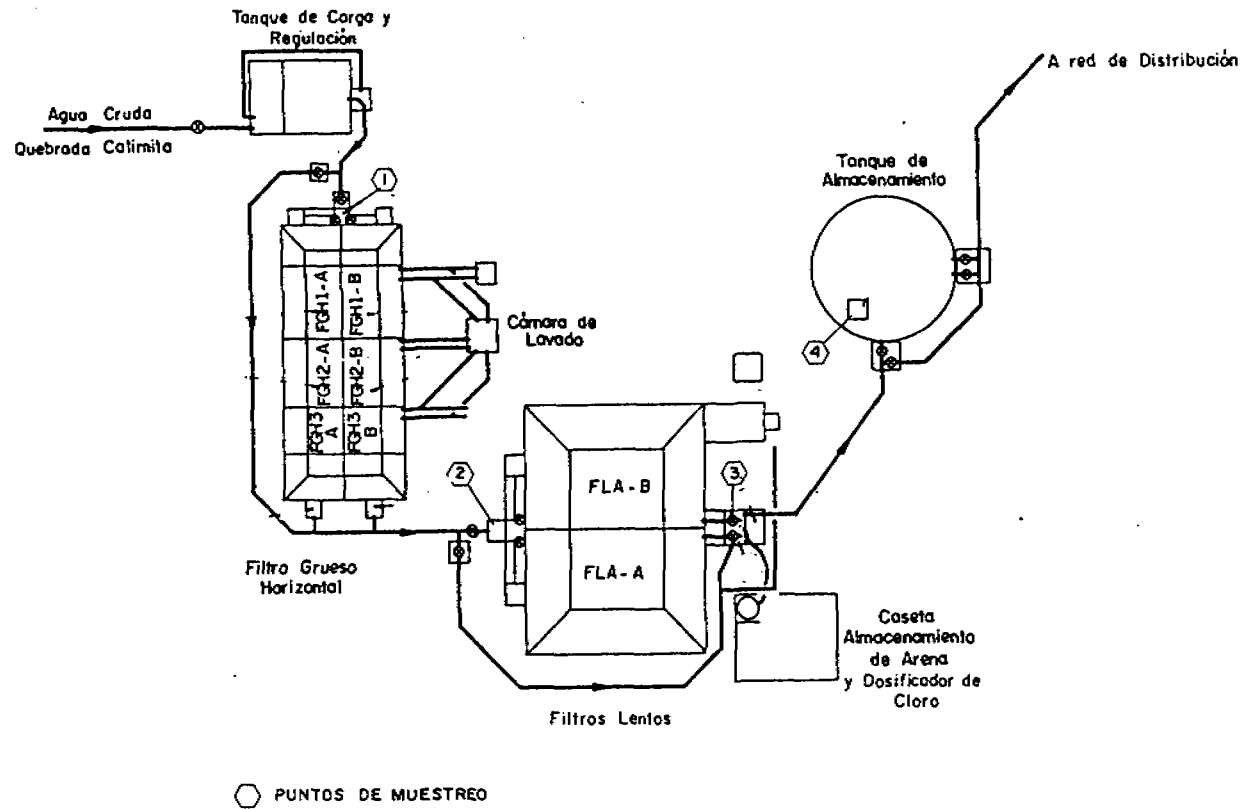 Tanque de Carga y
Regulación
Agua Cruda
Quebrada Calimita
A red de Distribución
Tanque de
Almacenamiento
1
FGH1-A
FGH1-B
FGH2-A
FGH2-B
FGH3
A
FGH3
B
Cámara de
Lavado
4
2
3
FLA-B
FLA-A
Filtro Grueso
Horizontal
Caseta
Almacenamiento
de Arena
y Dosificador de
Cloro
Filtros Lentos
PUNTOS DE MUESTREO